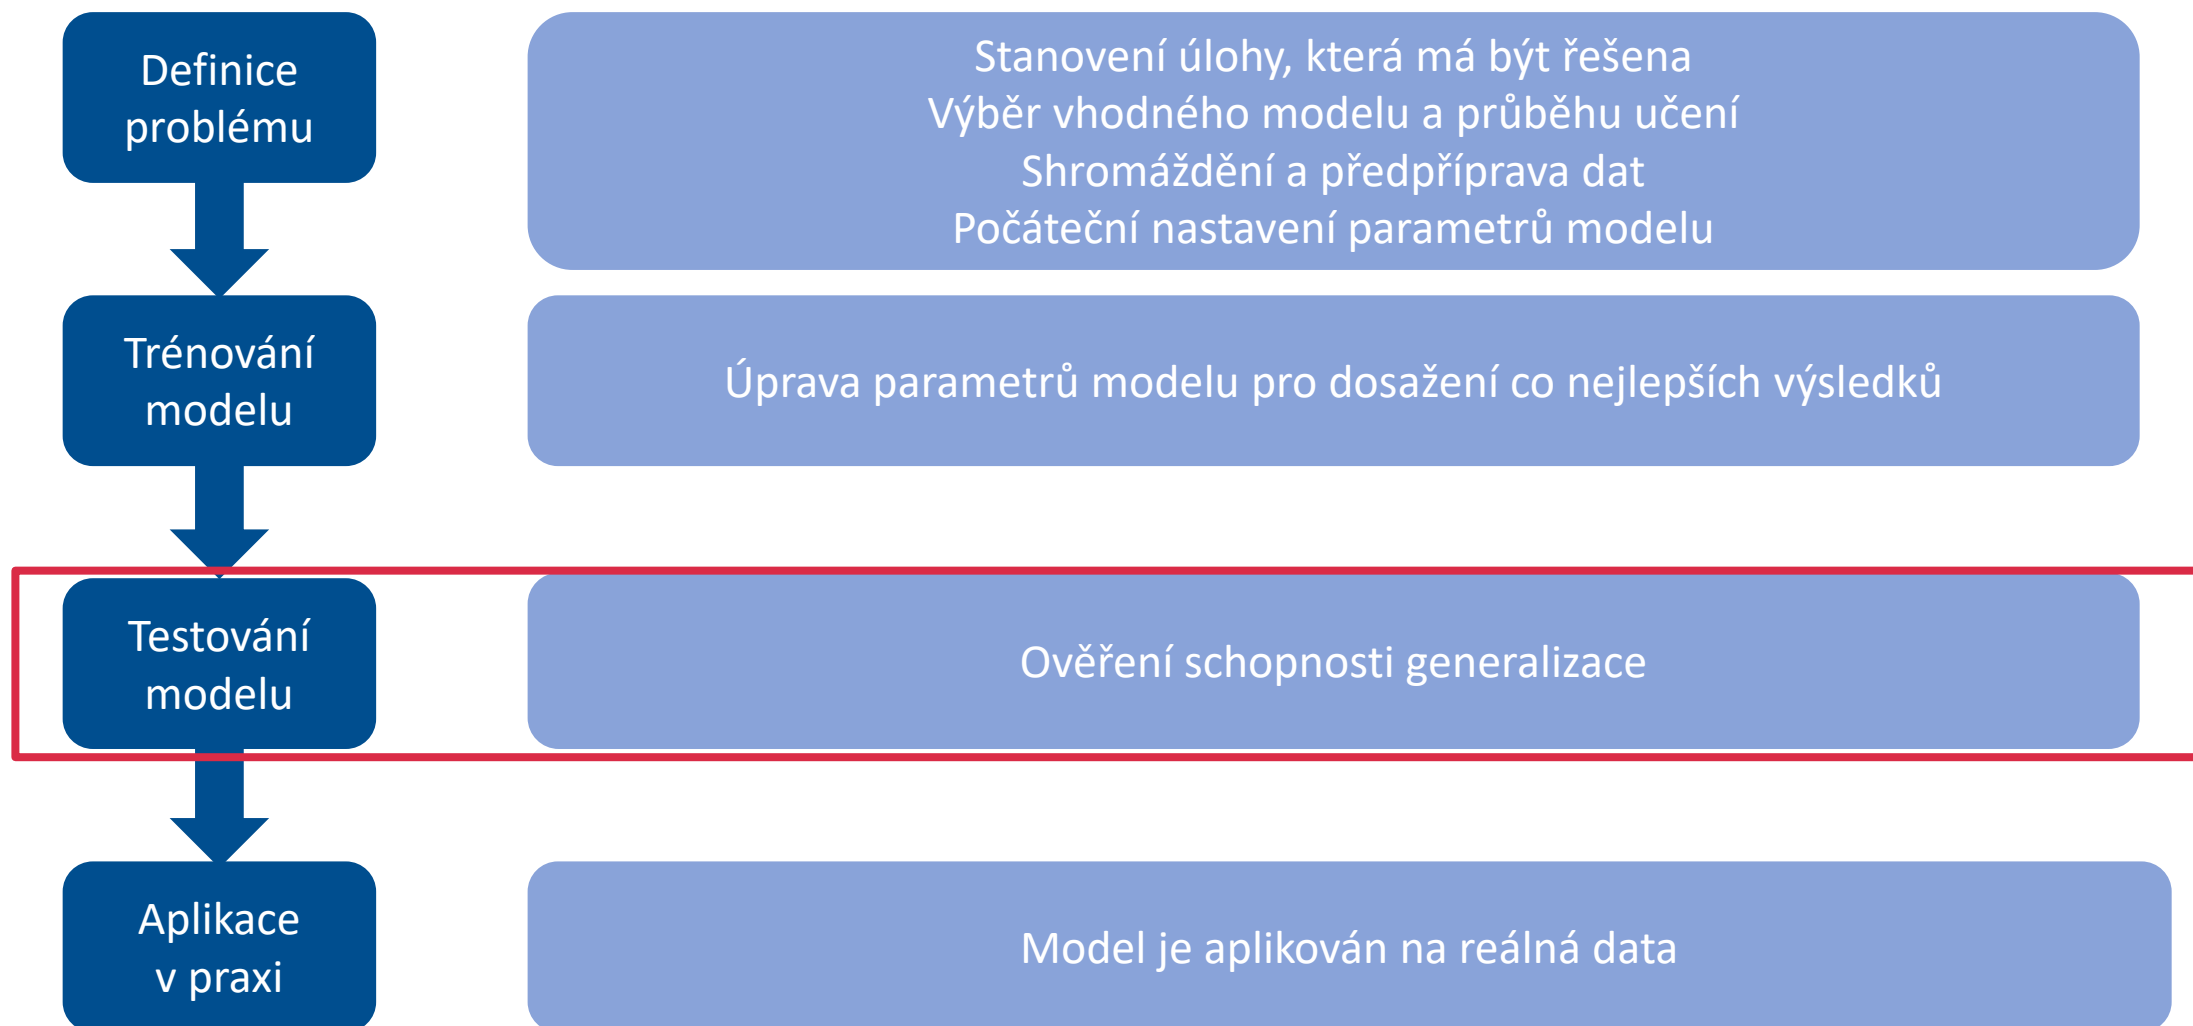 Definice
problému
Stanovení úlohy, která má být řešena
Výběr vhodného modelu a průběhu učení
Shromáždění a předpříprava dat
Počáteční nastavení parametrů modelu
Trénování
modelu
Úprava parametrů modelu pro dosažení co nejlepších výsledků
Testování
modelu
Ověření schopnosti generalizace
Aplikace
v praxi
Model je aplikován na reálná data